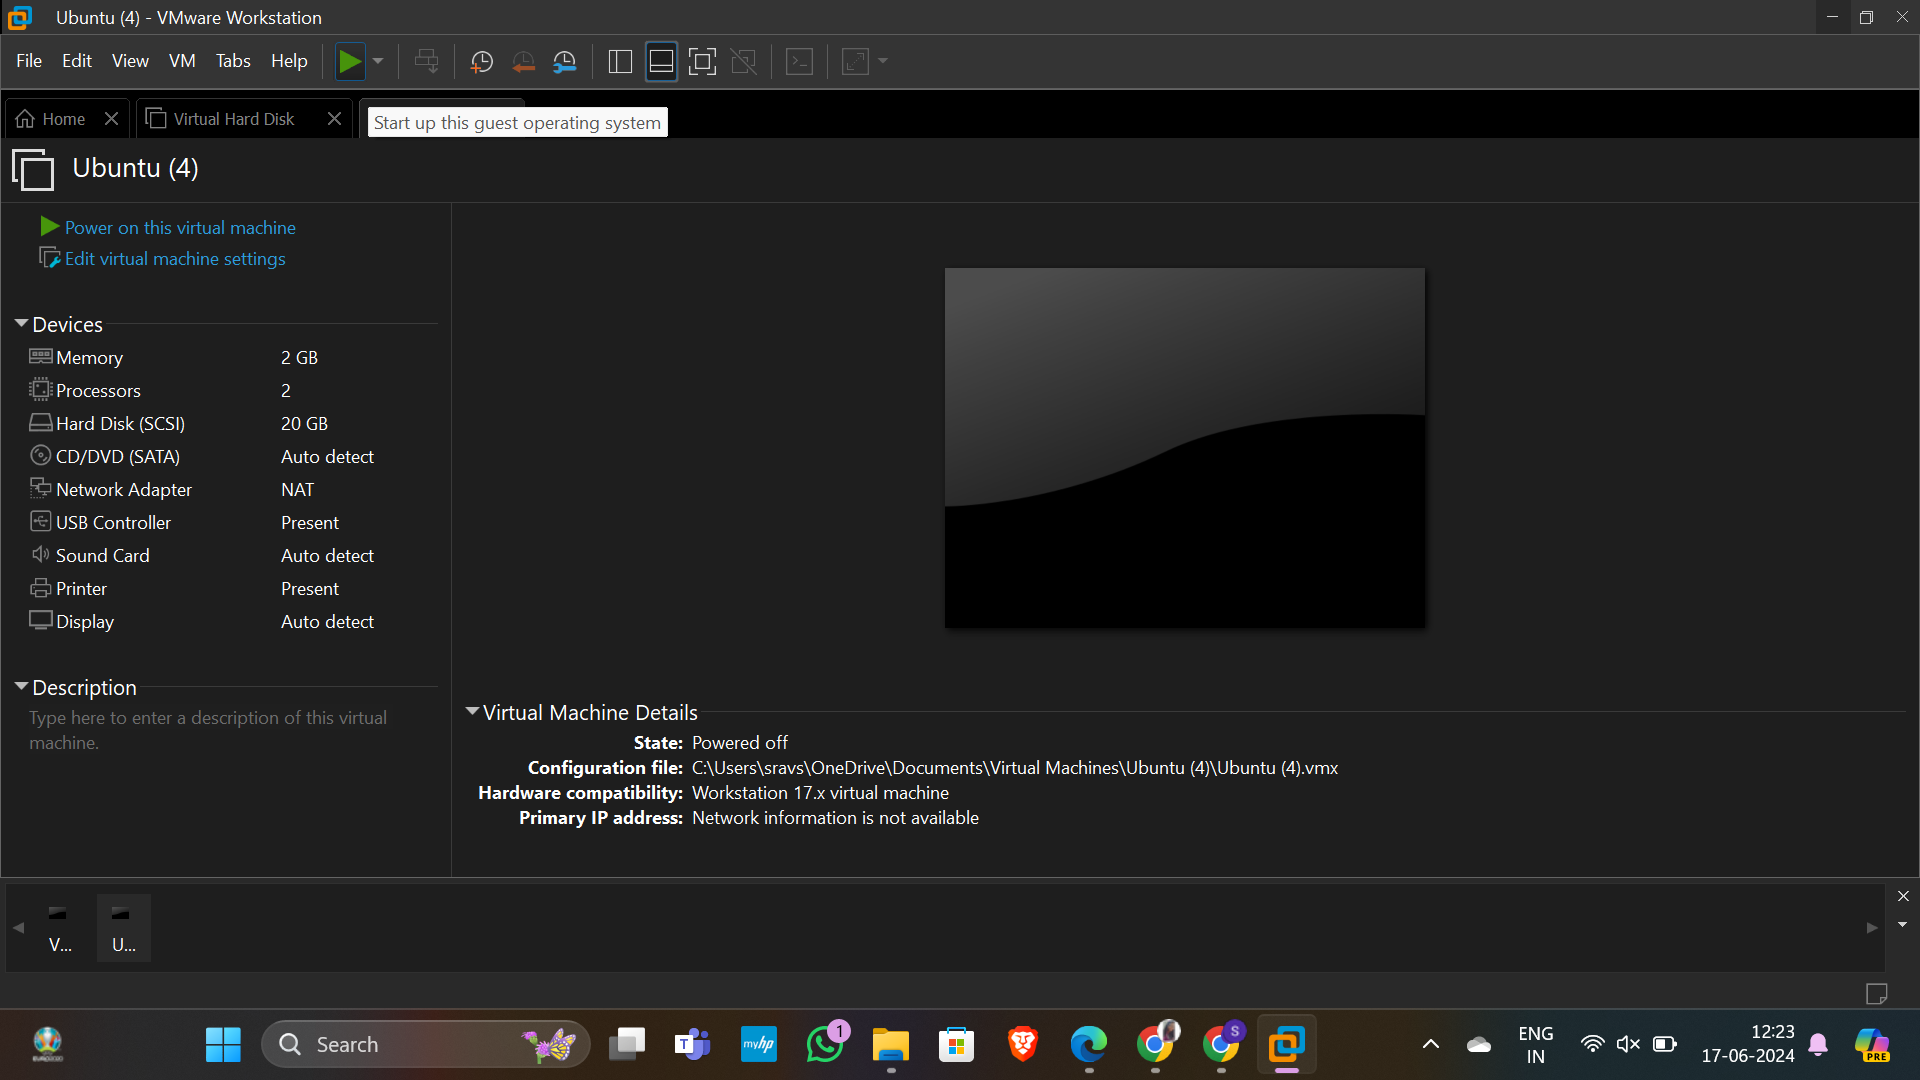 Ubuntu (4) - VMware Workstation
File Edit View VM Tabs Help
Home
Virtual Hard Disk
Start up this guest operating system
Ubuntu (4)
Power on this virtual machine
Edit virtual machine settings
Devices
Memory 2 GB
Processors 2
Hard Disk (SCSI) 20 GB
CD/DVD (SATA) Auto detect
Network Adapter NAT
USB Controller Present
Sound Card Auto detect
Printer Present
Display Auto detect
Description
Type here to enter a description of this virtual
machine.
Virtual Machine Details
State: Powered off
Configuration file: C:\Users\sravs\OneDrive\Documents\Virtual Machines\Ubuntu (4)\Ubuntu (4).vmx
Hardware compatibility: Workstation 17.x virtual machine
Primary IP address: Network information is not available
V... U...
Search
myhp
1
S
ENG
IN
12:23
17-06-2024
PRE